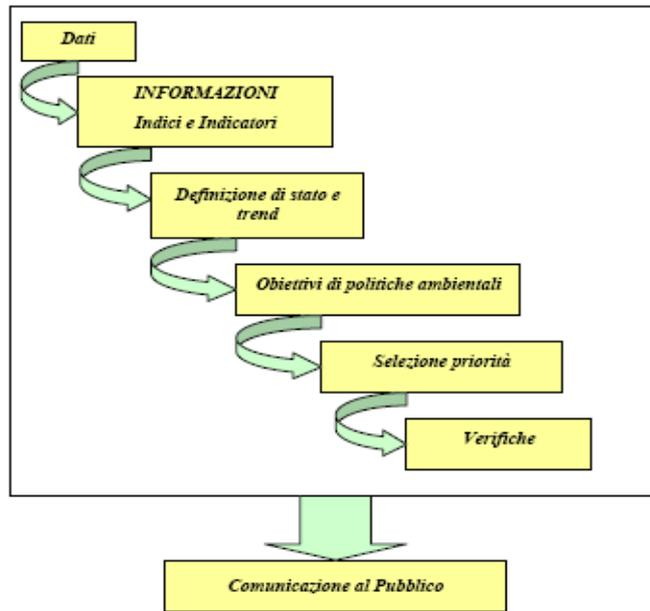 Dati
INFORMAZIONI
Indici e Indicatori
Definizione di stato e
trend
Obiettivi di politiche ambientali
Selezione priorità
Verifiche
Comunicazione al Pubblico